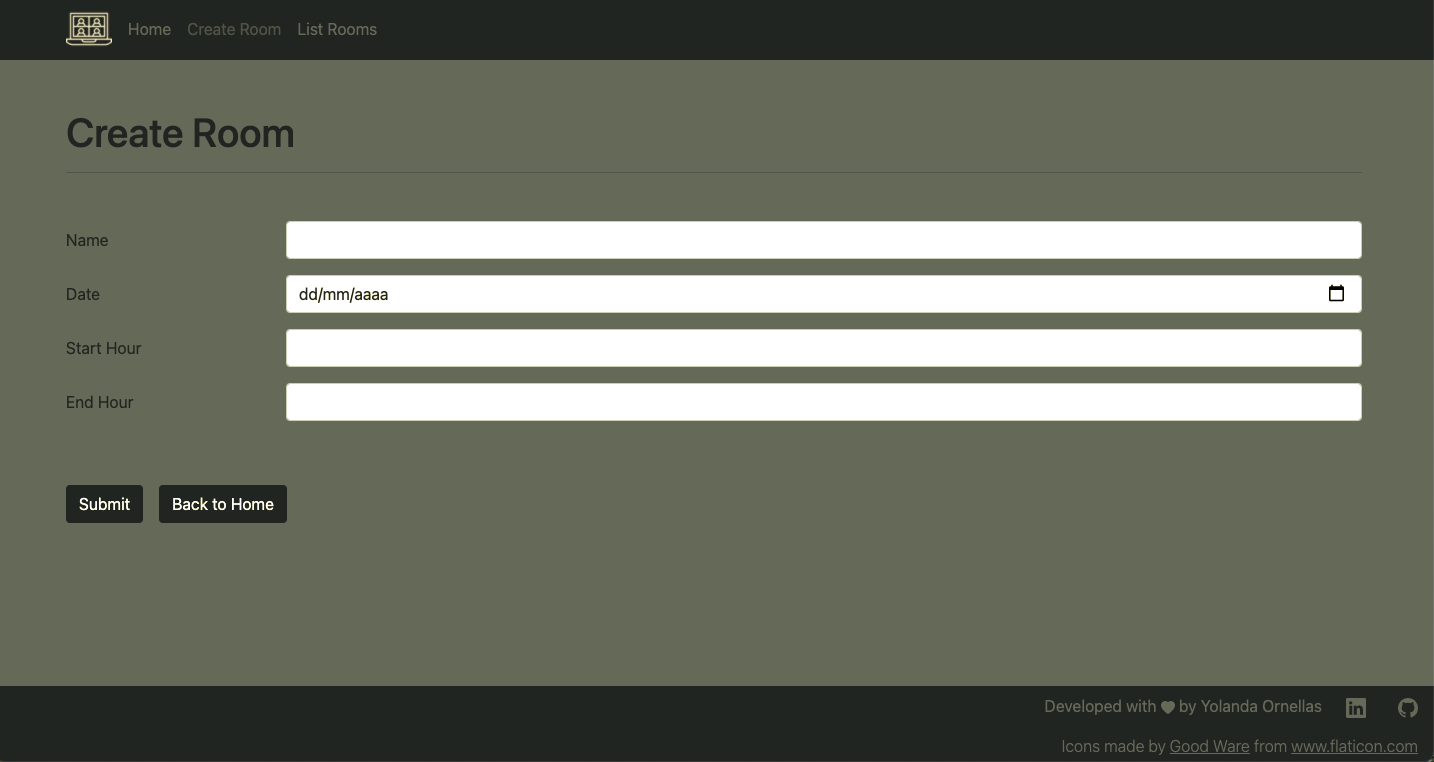 Home Create Room List Rooms
Create Room
Name
Date dd/mm/aaaa
Start Hour
End Hour
Submit Back to Home
Developed with by Yolanda Ornellas
Icons made by Good Ware from www.flaticon.com